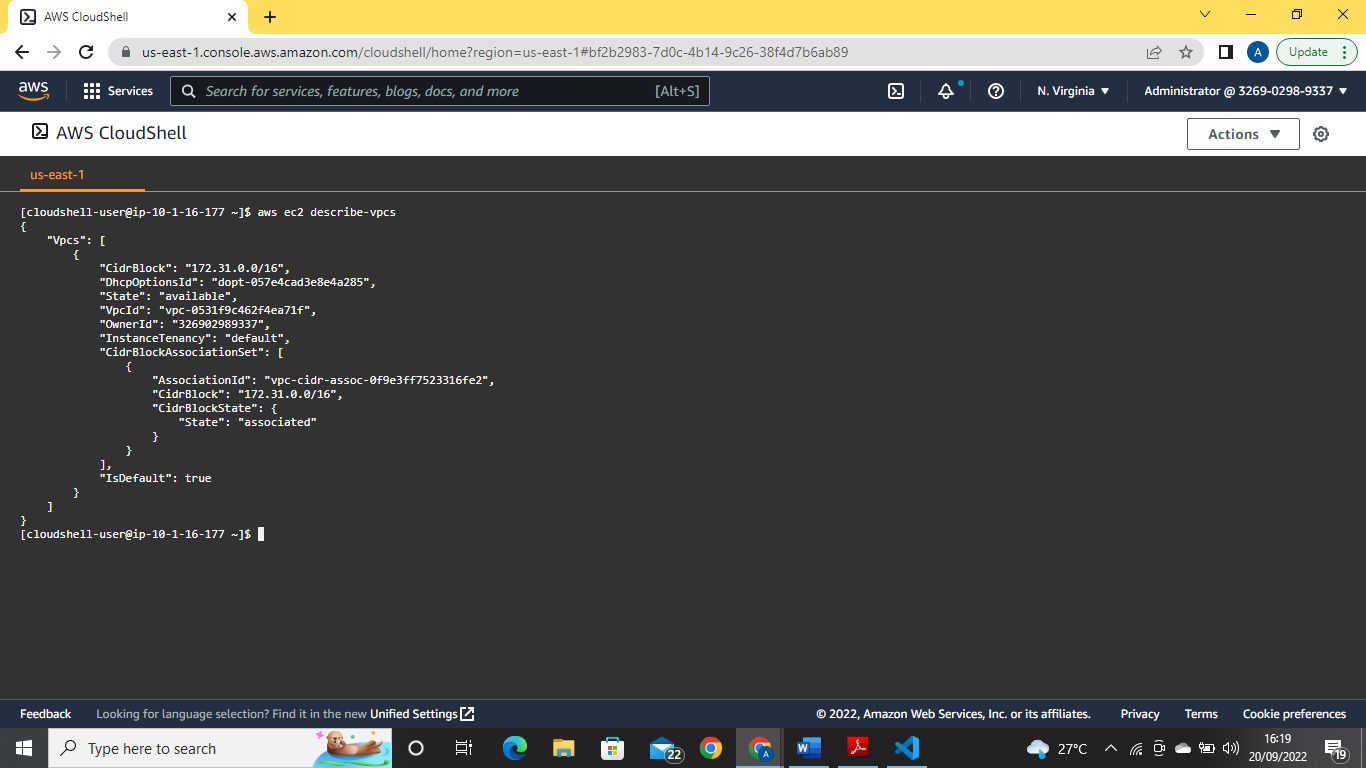 AWS CloudShell
us-east-1.console.aws.amazon.com/cloudshell/home?region=us-east-1#bf2b2983-7d0c-4b14-9c26-38f4d7b6ab89
A
Update
aws
Services
Search for services, features, blogs, docs, and more
[Alt+S]
N. Virginia
Administrator @ 3269-0298-9337
AWS CloudShell
Actions
us-east-1
[cloudshell-user@ip-10-1-16-177 ~]$ aws ec2 describe-vpcs
{
    "Vpcs": [
        {
            "CidrBlock": "172.31.0.0/16",
            "DhcpOptionsId": "dopt-057e4cad3e8e4a285",
            "State": "available",
            "VpcId": "vpc-0531f9c462f4ea71f",
            "OwnerId": "326902989337",
            "InstanceTenancy": "default",
            "CidrBlockAssociationSet": [
                {
                    "AssociationId": "vpc-cidr-assoc-0f9e3ff7523316fe2",
                    "CidrBlock": "172.31.0.0/16",
                    "CidrBlockState": {
                        "State": "associated"
                    }
                }
            ],
            "IsDefault": true
        }
    ]
}
[cloudshell-user@ip-10-1-16-177 ~]$
Feedback
Looking for language selection? Find it in the new Unified Settings
© 2022, Amazon Web Services, Inc. or its affiliates.
Privacy
Terms
Cookie preferences
Type here to search
22
A
27°C
16:19
20/09/2022
19